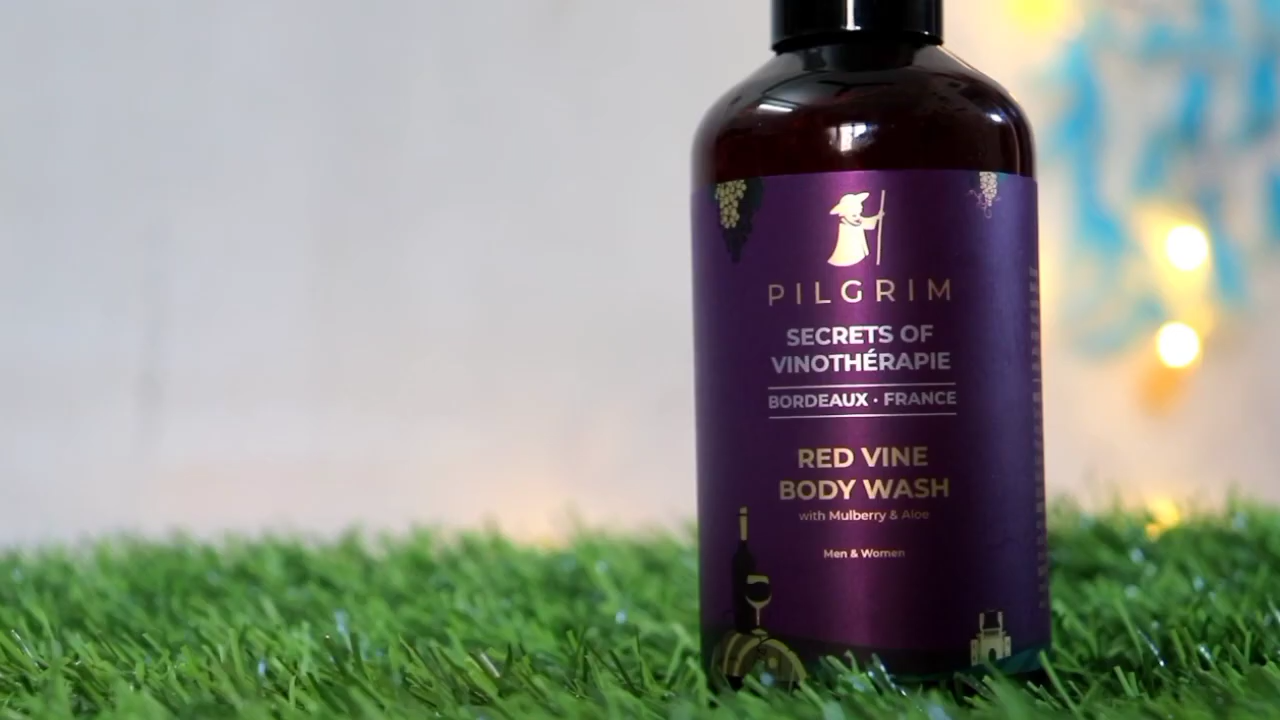 PILGRIM
SECRETS OF
VINOTHÉRAPIE
BORDEAUX · FRANCE
RED VINE
BODY WASH
with Mulberry & Aloe
Men & Women